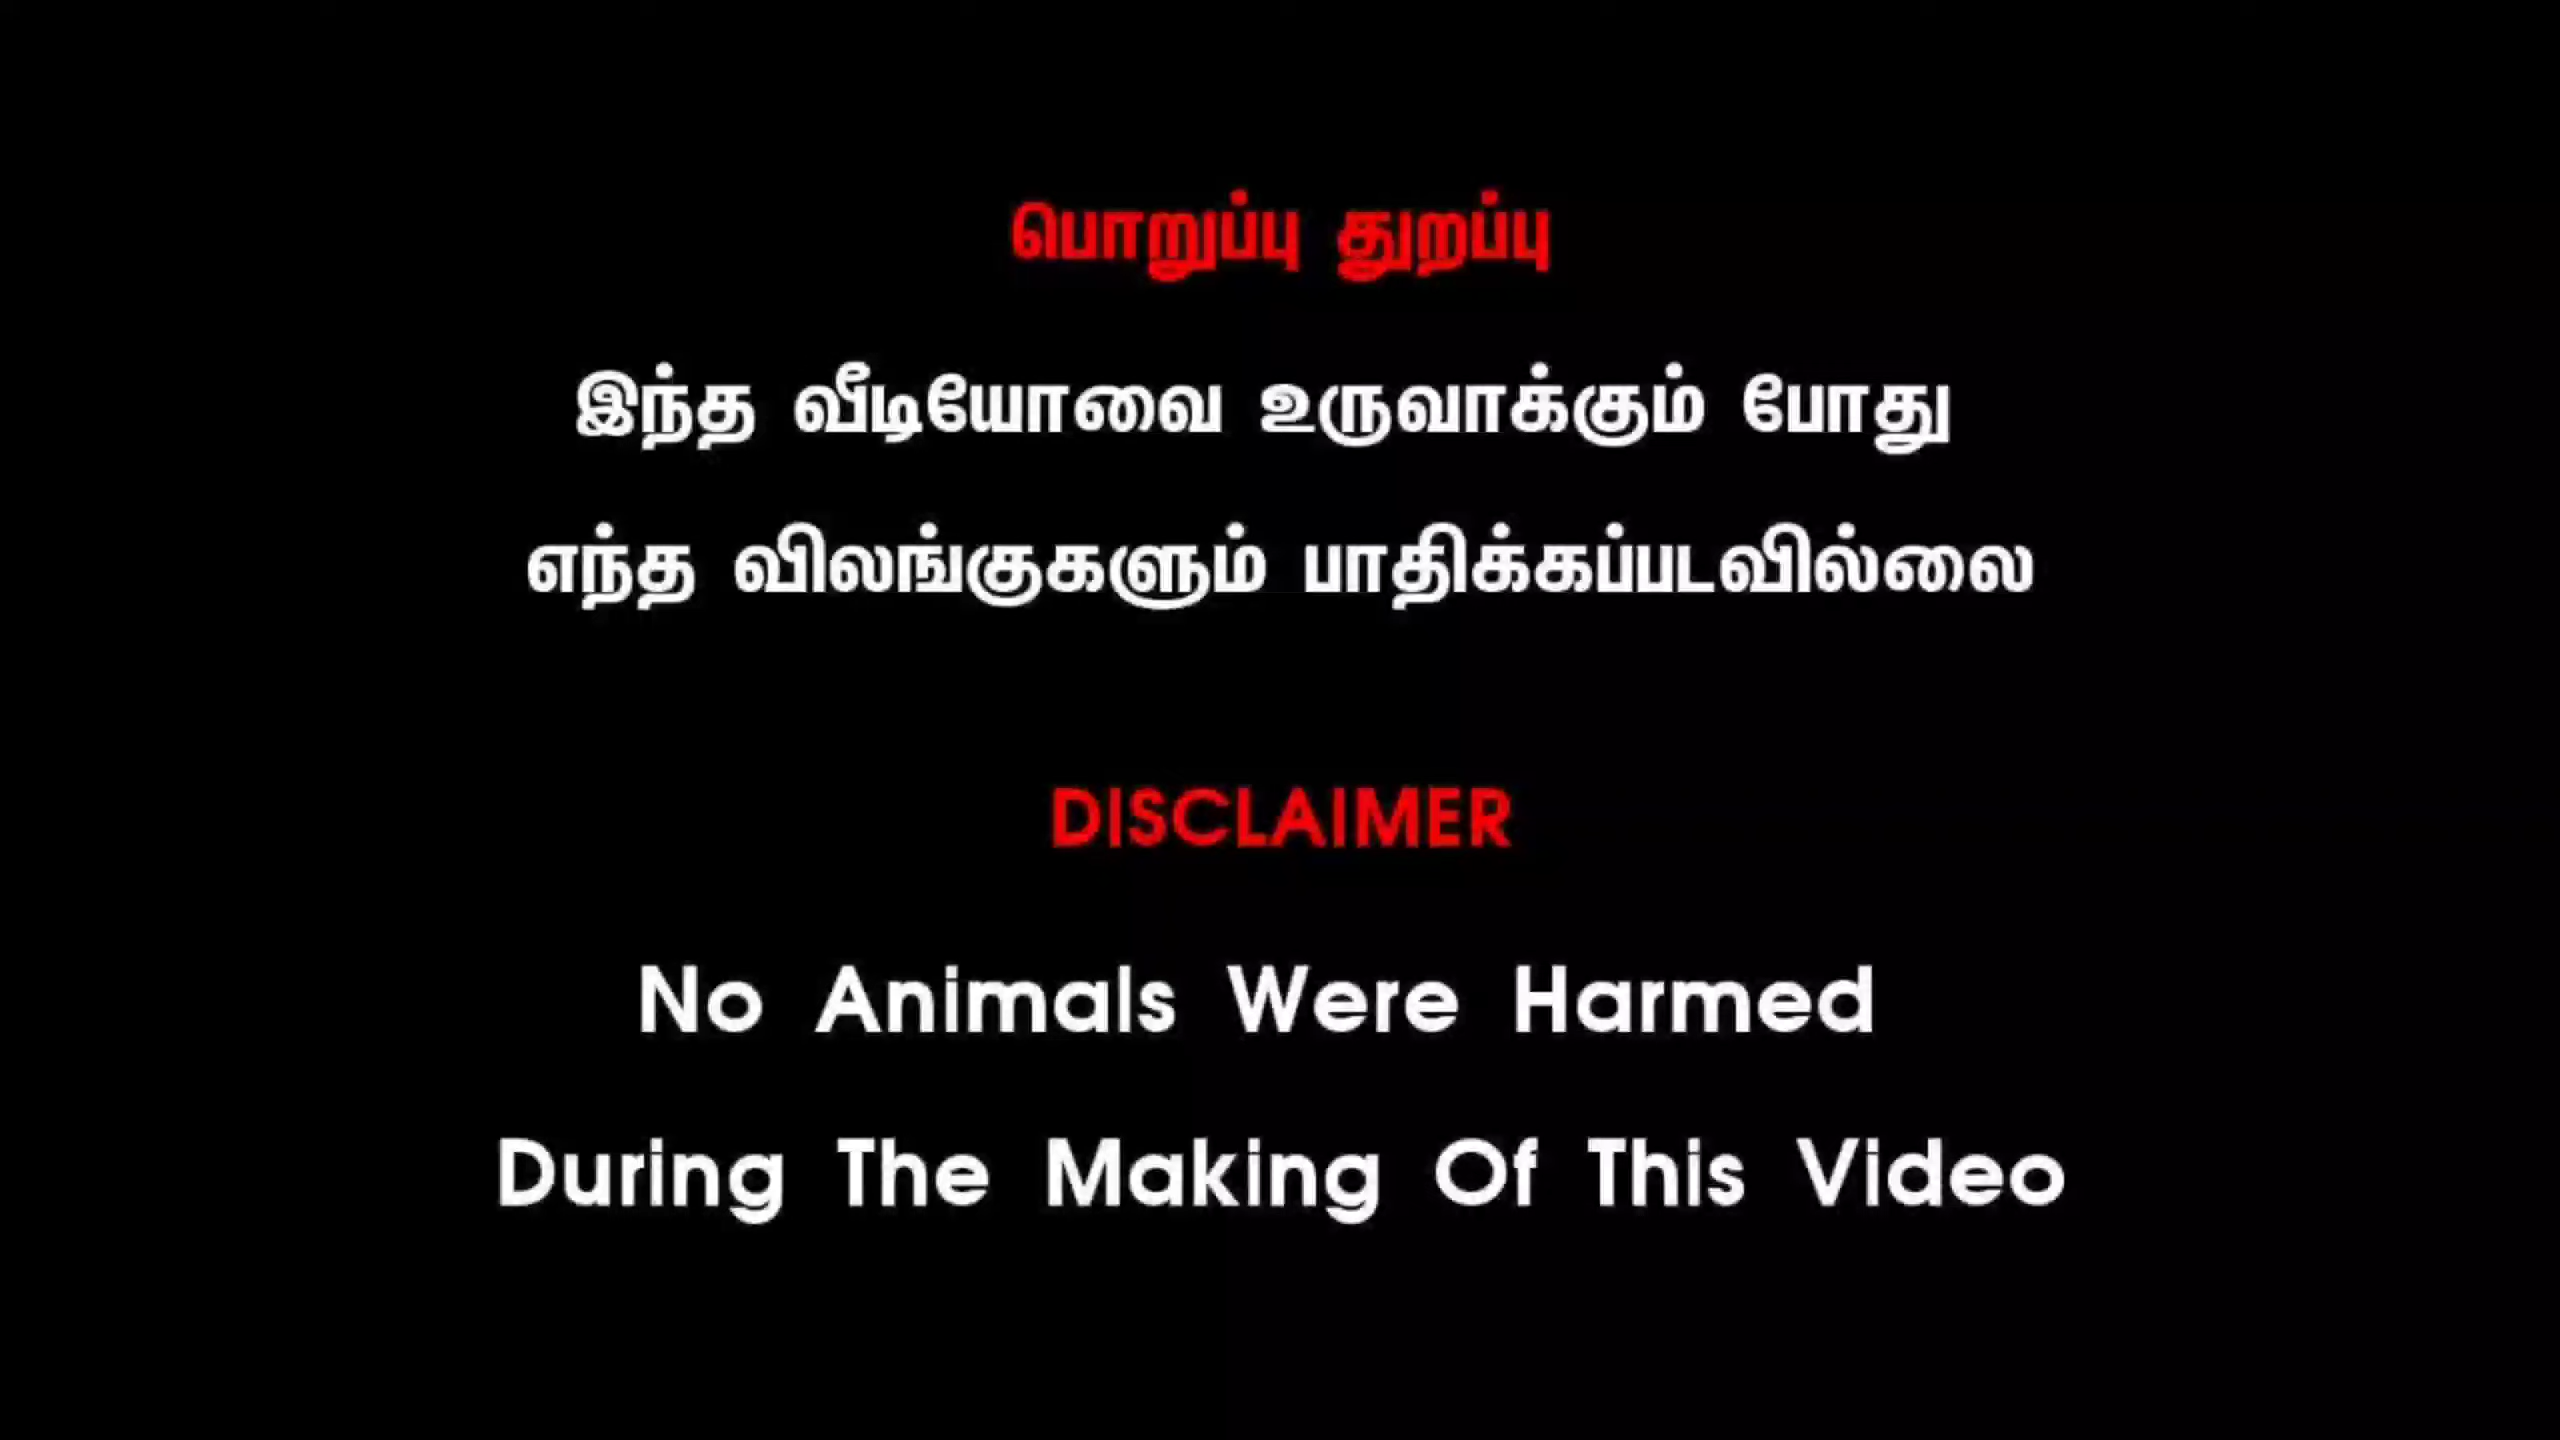 பொறுப்பு துறப்பு
இந்த வீடியோவை உருவாக்கும் போது
எந்த விலங்குகளும் பாதிக்கப்படவில்லை
DISCLAIMER
No Animals Were Harmed
During The Making Of This Video